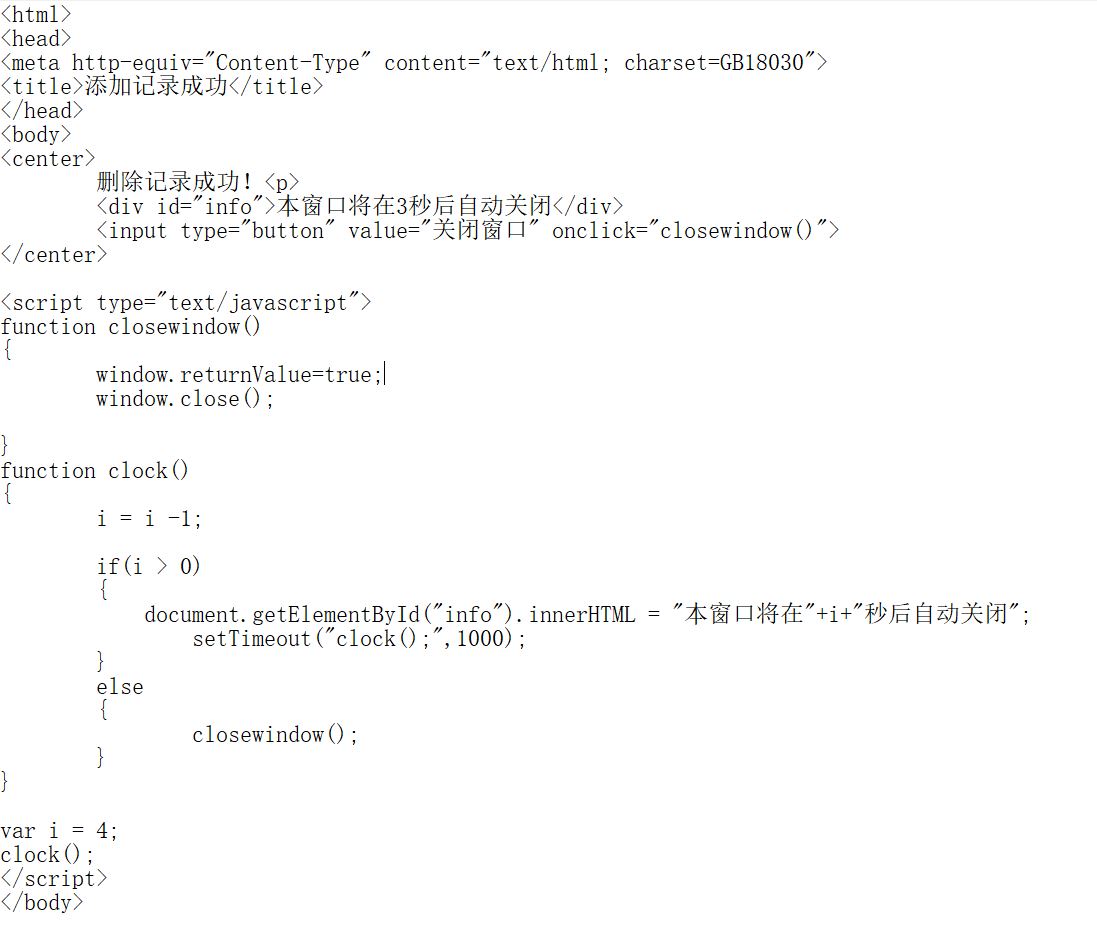 <html>
<head>
<meta http-equiv="Content-Type" content="text/html; charset=GB18030">
<title>添加记录成功</title>
</head>
<body>
<center>
        删除记录成功！<p>
        <div id="info">本窗口将在3秒后自动关闭</div>
        <input type="button" value="关闭窗口" onclick="closewindow()">
</center>

<script type="text/javascript">
function closewindow()
{
        window.returnValue=true;
        window.close();

}
function clock()
{
        i = i -1;

        if(i > 0)
        {
            document.getElementById("info").innerHTML = "本窗口将在"+i+"秒后自动关闭";
                setTimeout("clock();",1000);
        }
        else
        {
                closewindow();
        }
}

var i = 4;
clock();
</script>
</body>